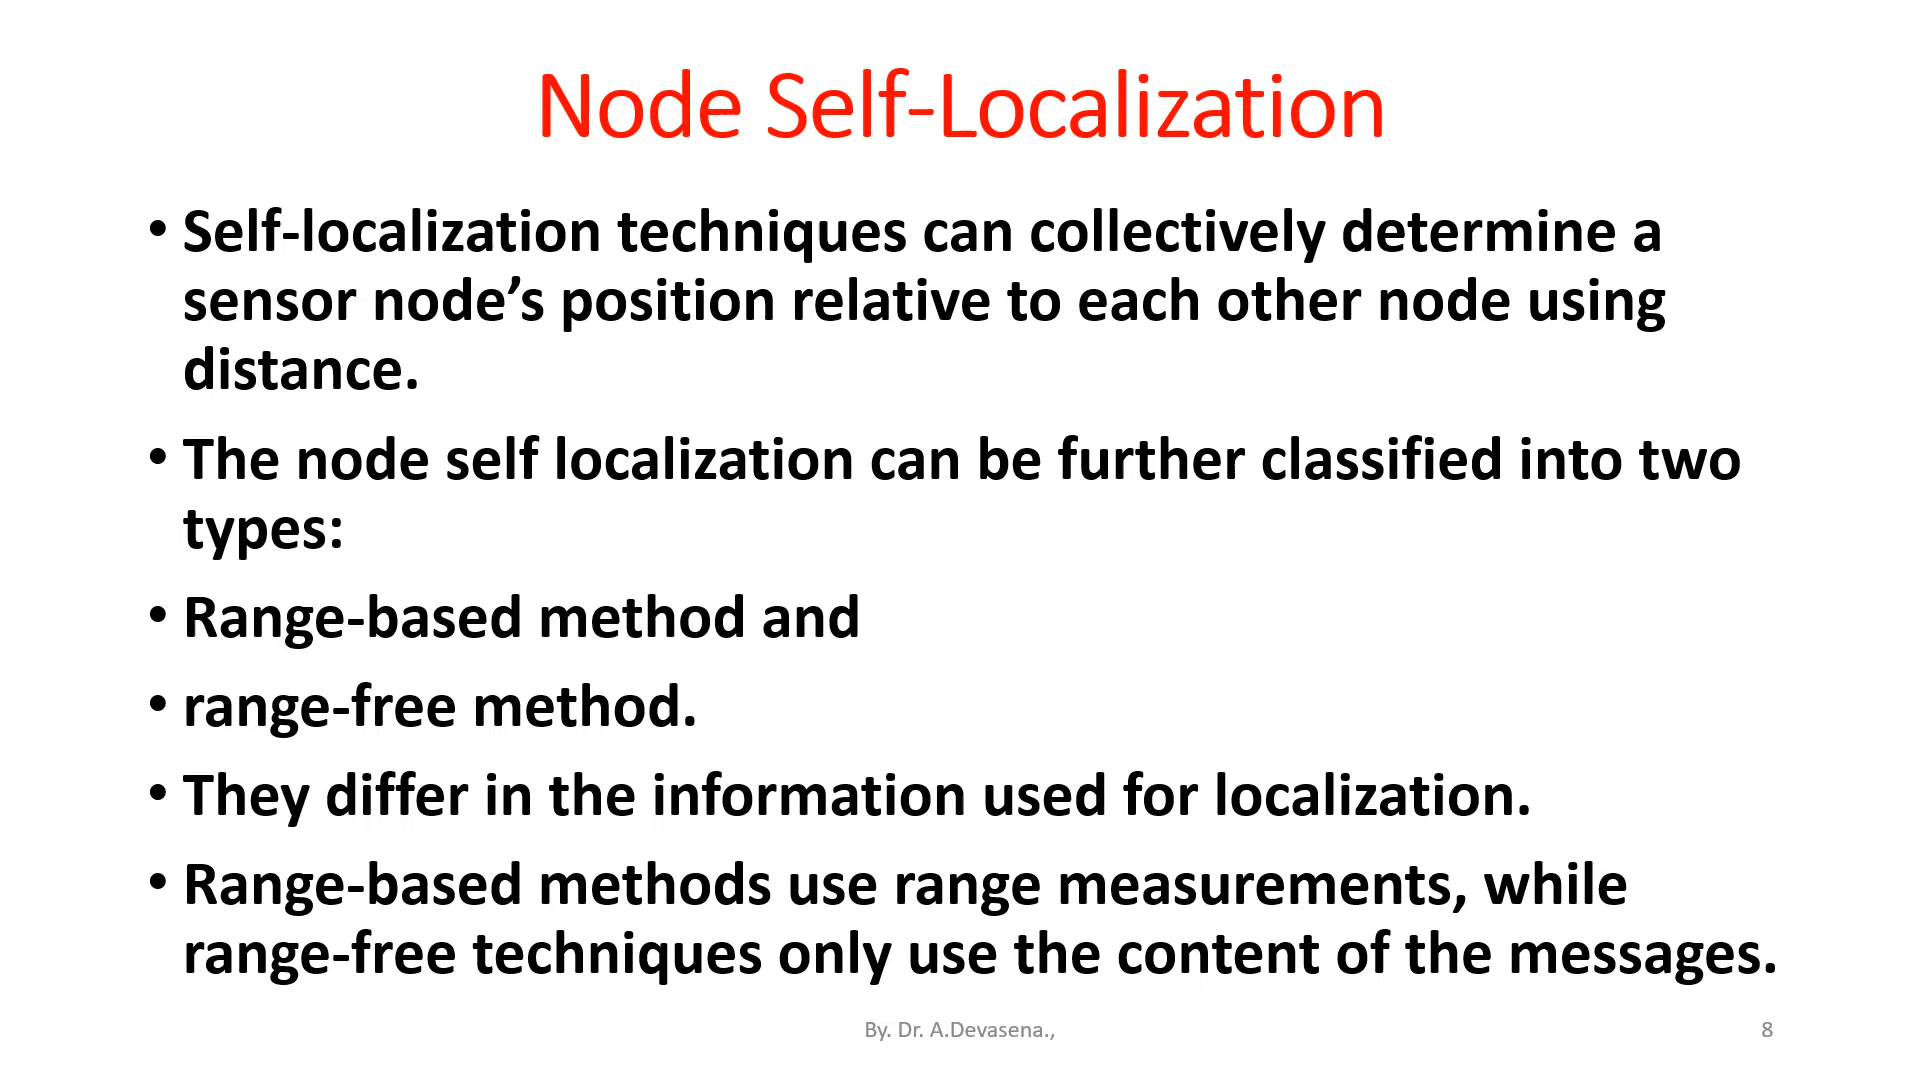 Node Self-Localization
• Self-localization techniques can collectively determine a
sensor node’s position relative to each other node using
distance.
• The node self localization can be further classified into two
types:
• Range-based method and
• range-free method.
• They differ in the information used for localization.
• Range-based methods use range measurements, while
range-free techniques only use the content of the messages.
By. Dr. A.Devasena.,
8